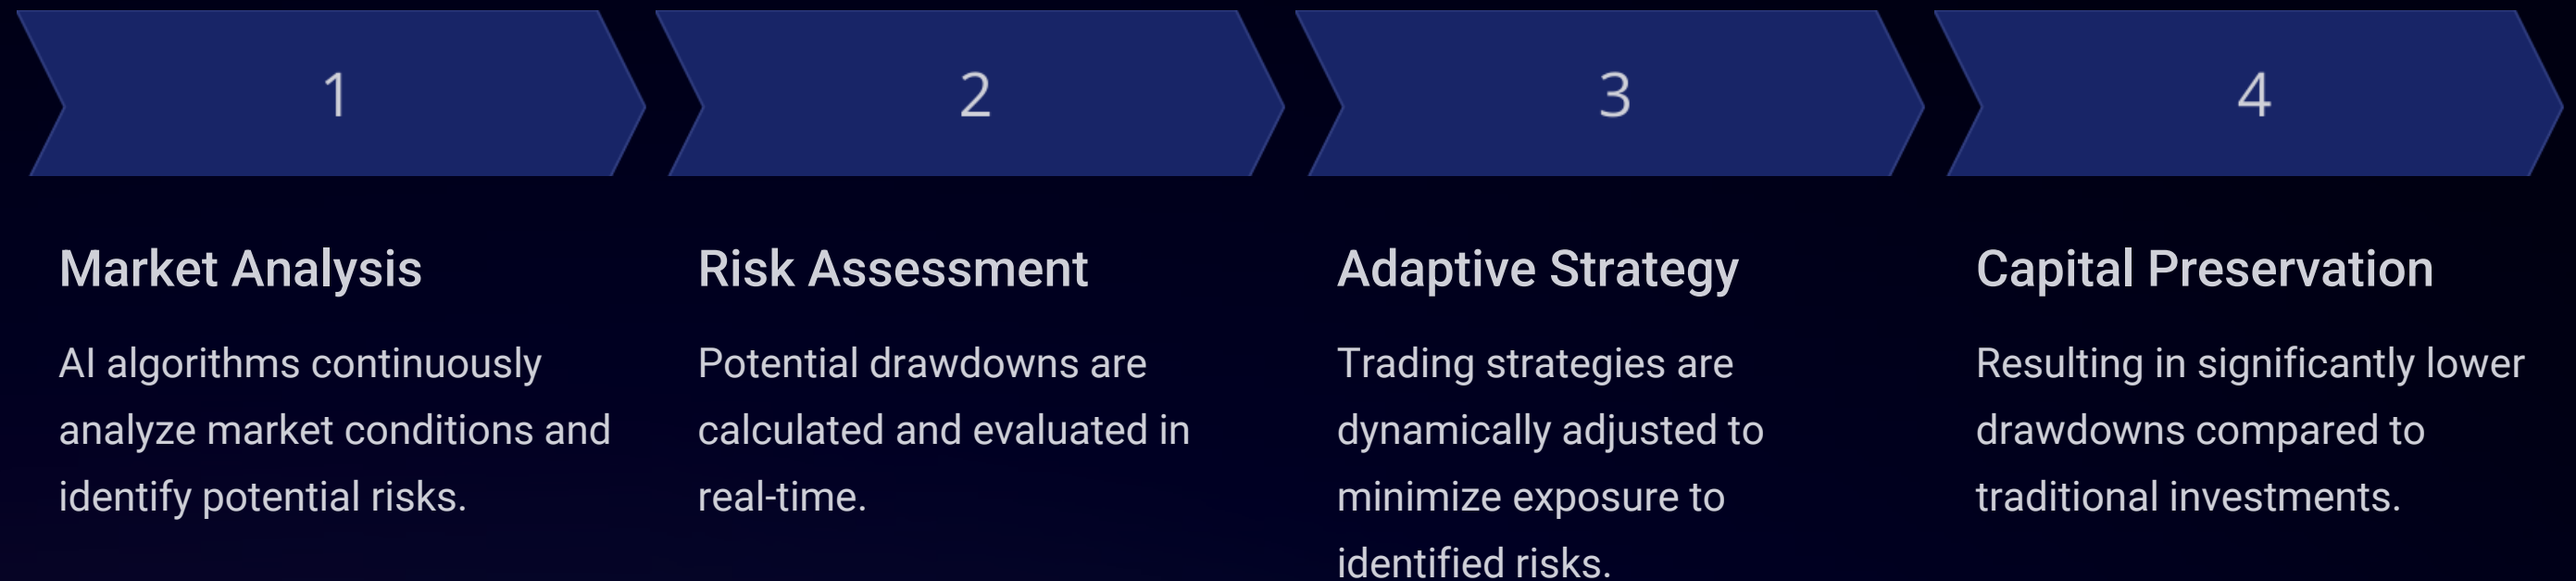 1
2
3
4
Market Analysis
AI algorithms continuously
analyze market conditions and
identify potential risks.
Risk Assessment
Potential drawdowns are
calculated and evaluated in
real-time.
Adaptive Strategy
Trading strategies are
dynamically adjusted to
minimize exposure to
identified risks.
Capital Preservation
Resulting in significantly lower
drawdowns compared to
traditional investments.